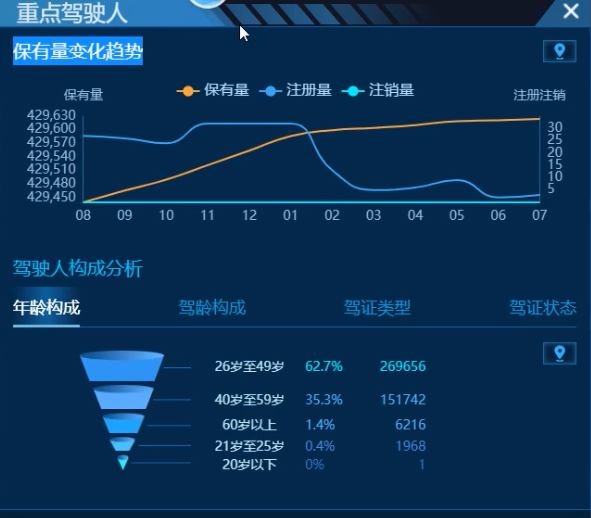 重点驾驶人
保有量变化趋势
保有量 注册量 注销量
保有量 注册注销
429,630
429,600
429,570
429,540
429,510
429,480
429,450
30
25
20
15
10
5
08 09 10 11 12 01 02 03 04 05 06 07
驾驶人构成分析
年龄构成 驾龄构成 驾证类型 驾证状态
26岁至49岁 62.7% 269656
40岁至59岁 35.3% 151742
60岁以上 1.4% 6216
21岁至25岁 0.4% 1968
20岁以下 0% 1